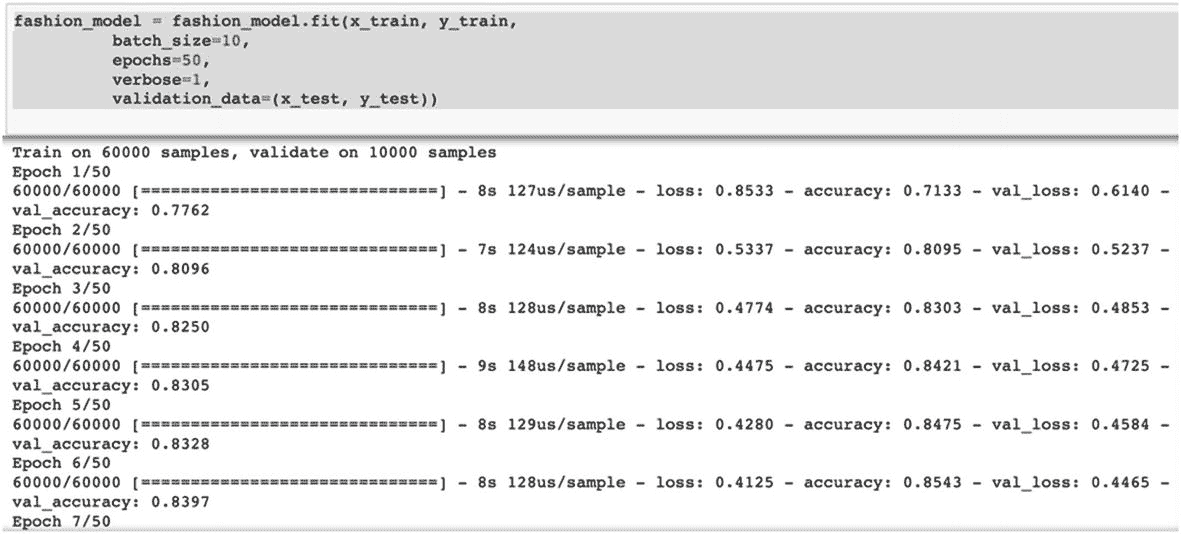 fashion_model = fashion_model.fit(x_train, y_train,
batch_size=10,
epochs=50,
verbose=1,
validation_data=(x_test, y_test))
Train on 60000 samples, validate on 10000 samples
Epoch 1/50
60000/60000 [==============================] - 8s 127us/sample - loss: 0.8533 - accuracy: 0.7133 - val_loss: 0.6140 -
val_accuracy: 0.7762
Epoch 2/50
60000/60000 [==============================] - 7s 124us/sample - loss: 0.5337 - accuracy: 0.8095 - val_loss: 0.5237 -
val_accuracy: 0.8096
Epoch 3/50
60000/60000 [==============================] - 8s 128us/sample - loss: 0.4774 - accuracy: 0.8303 - val_loss: 0.4853 -
val_accuracy: 0.8250
Epoch 4/50
60000/60000 [==============================] - 9s 148us/sample - loss: 0.4475 - accuracy: 0.8421 - val_loss: 0.4725 -
val_accuracy: 0.8305
Epoch 5/50
60000/60000 [==============================] - 8s 129us/sample - loss: 0.4280 - accuracy: 0.8475 - val_loss: 0.4584 -
val_accuracy: 0.8328
Epoch 6/50
60000/60000 [==============================] - 8s 128us/sample - loss: 0.4125 - accuracy: 0.8543 - val_loss: 0.4465 -
val_accuracy: 0.8397
Epoch 7/50